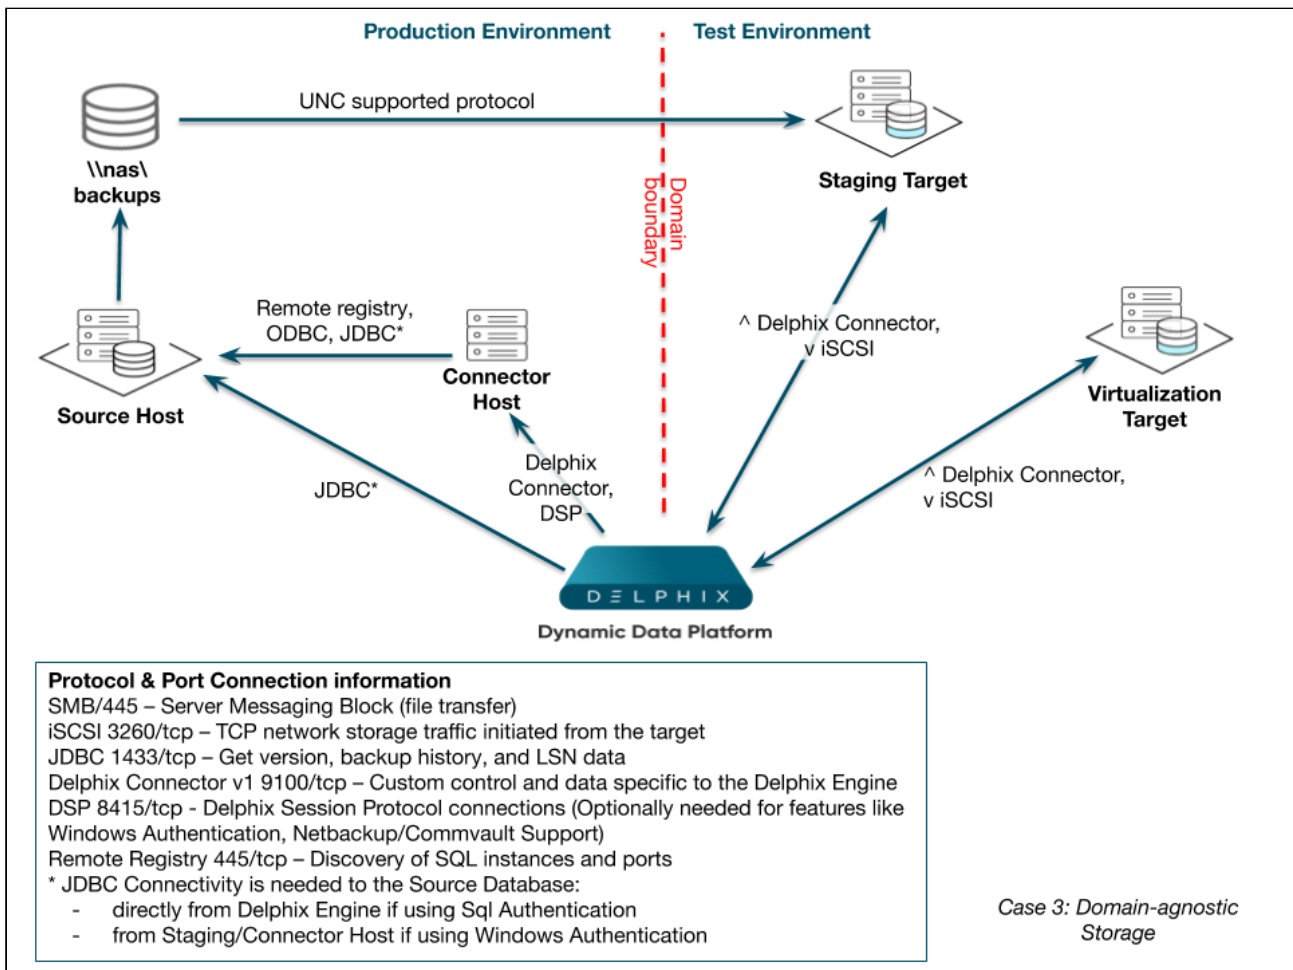 Production Environment
Test Environment
UNC supported protocol
\\nas\
backups
Staging Target
Domain
boundary
Remote registry,
ODBC, JDBC*
^ Delphix Connector,
v iSCSI
Connector
Host
Source Host
Virtualization
Target
Delphix
Connector,
DSP
JDBC*
^ Delphix Connector,
v iSCSI
DELPHIX
Dynamic Data Platform
Protocol & Port Connection information
SMB/445 – Server Messaging Block (file transfer)
iSCSI 3260/tcp – TCP network storage traffic initiated from the target
JDBC 1433/tcp – Get version, backup history, and LSN data
Delphix Connector v1 9100/tcp – Custom control and data specific to the Delphix Engine
DSP 8415/tcp - Delphix Session Protocol connections (Optionally needed for features like
Windows Authentication, Netbackup/Commvault Support)
Remote Registry 445/tcp – Discovery of SQL instances and ports
* JDBC Connectivity is needed to the Source Database:
- directly from Delphix Engine if using Sql Authentication
- from Staging/Connector Host if using Windows Authentication
Case 3: Domain-agnostic
Storage